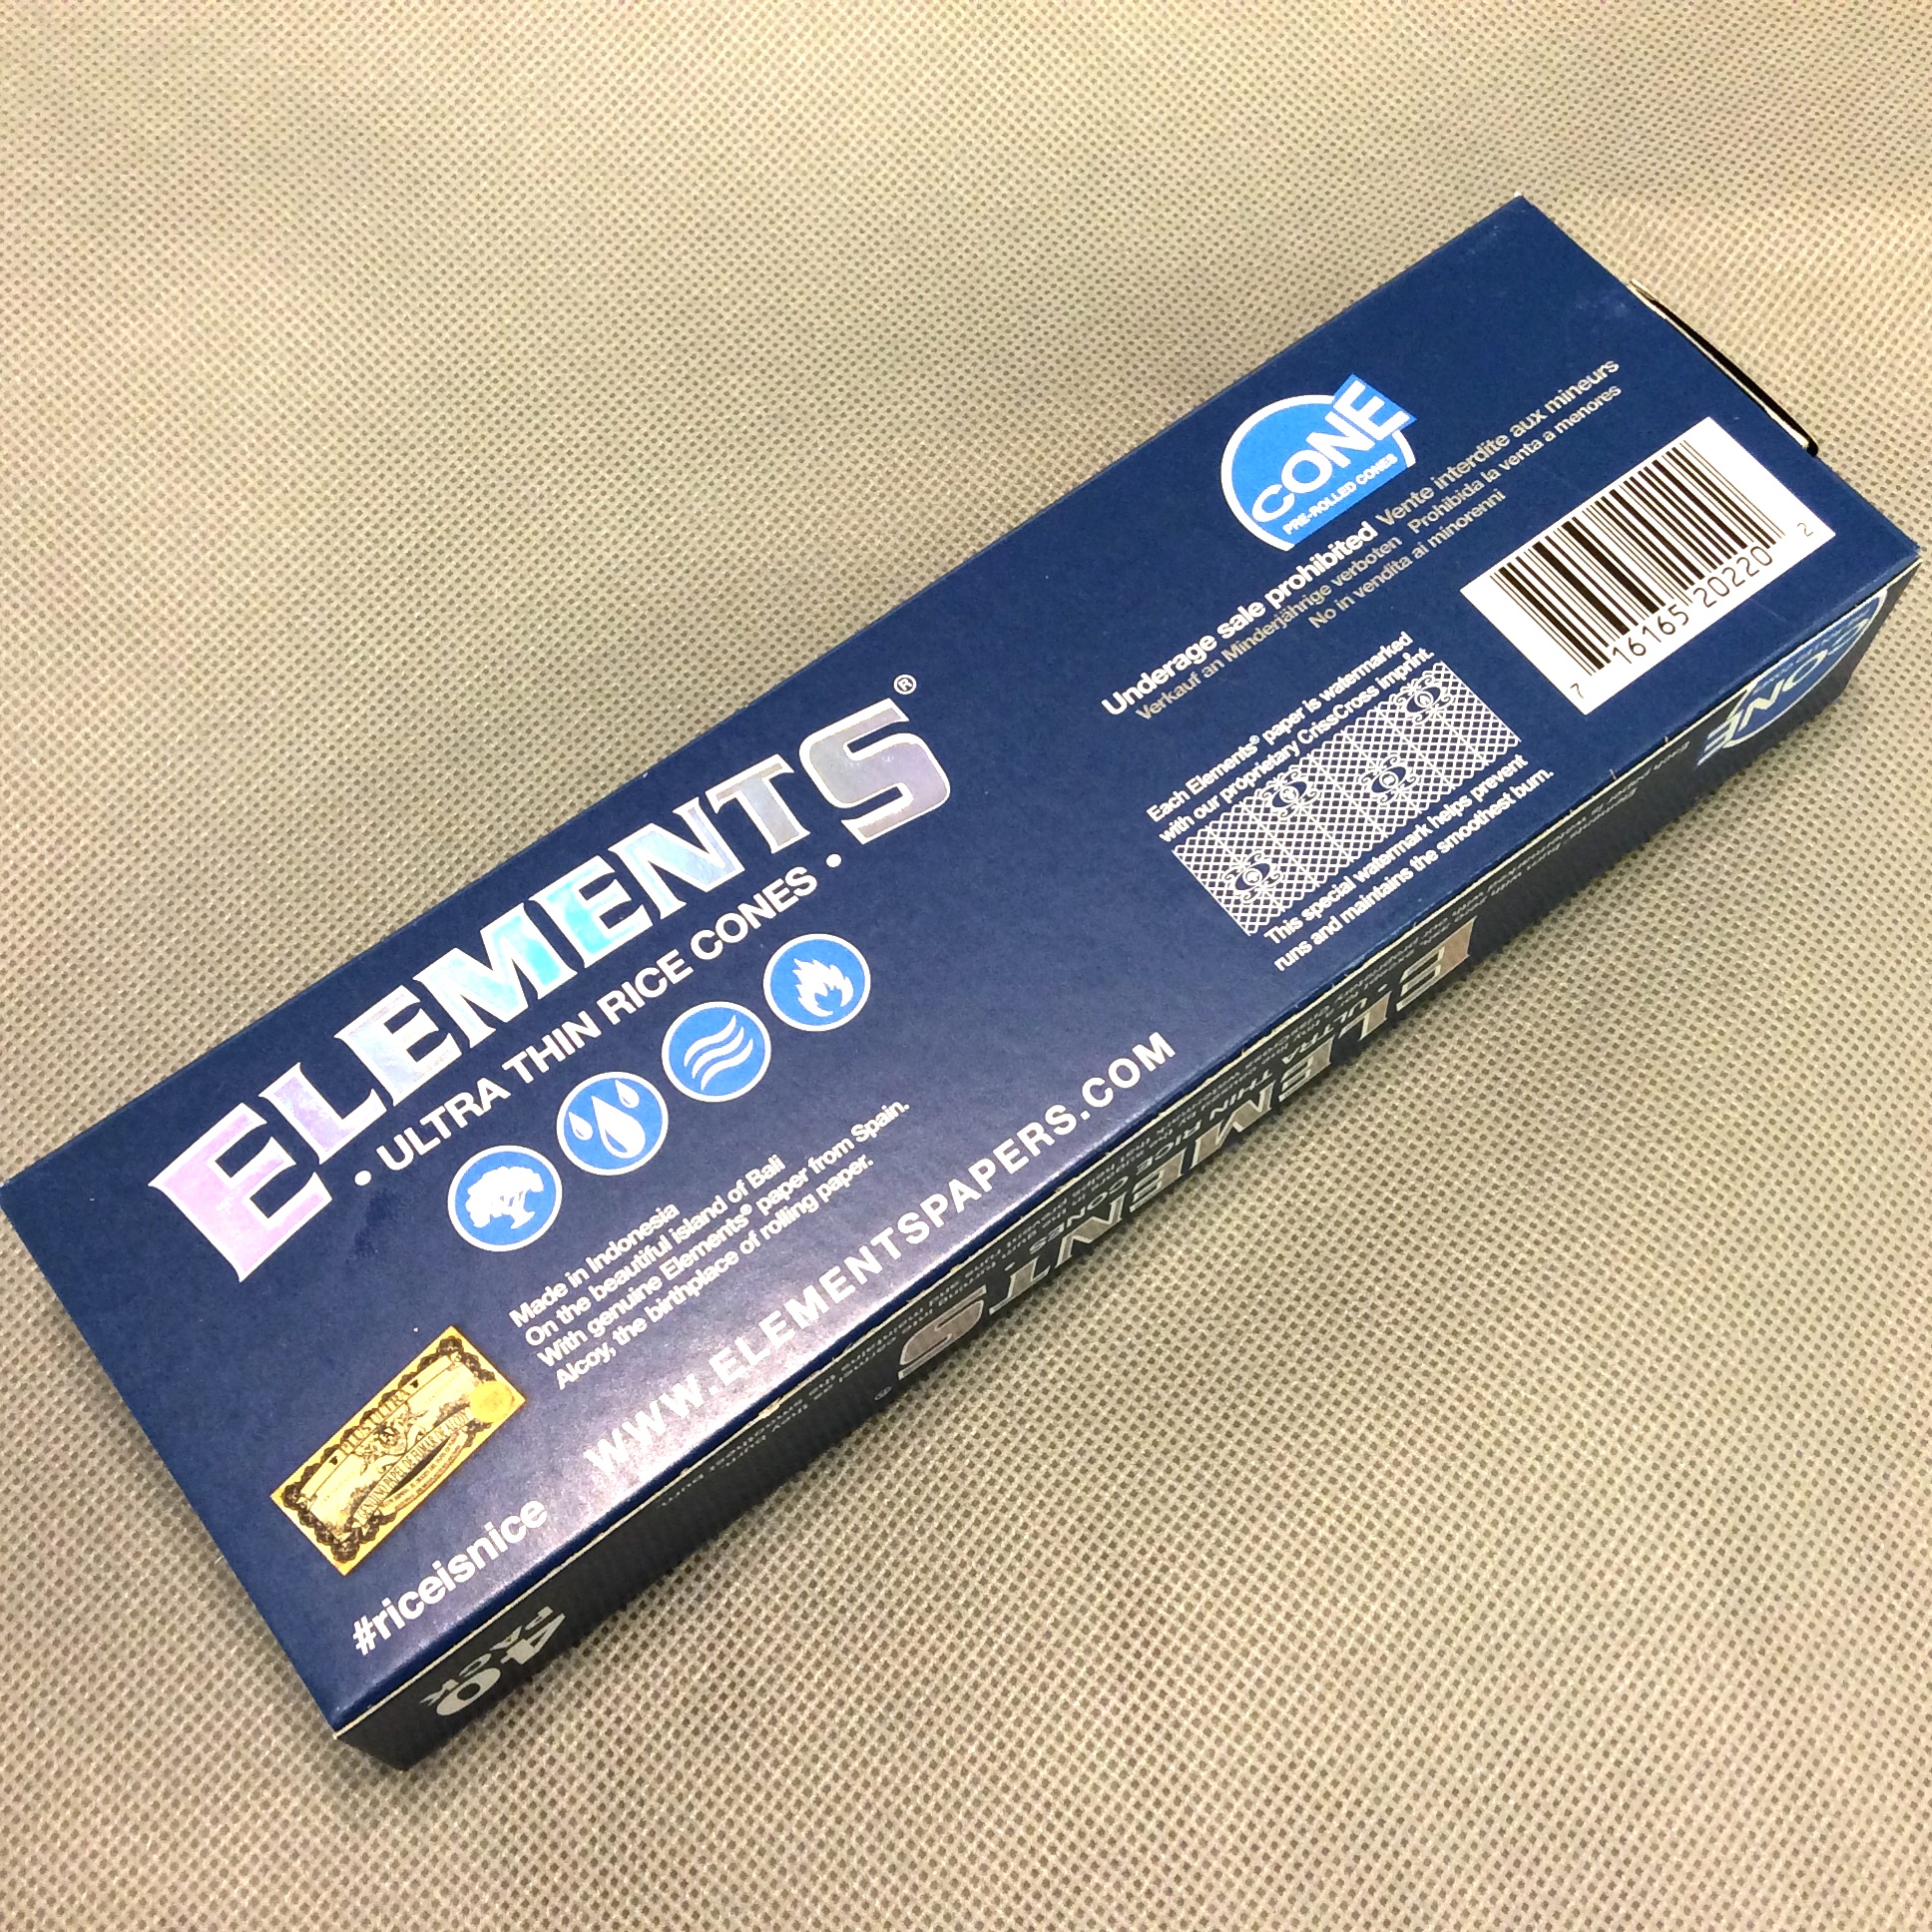 ELEMENTS®
• ULTRA THIN RICE CONES •
Made in Indonesia
On the beautiful island of Bali
With genuine Elements® paper from Spain.
Alcoy, the birthplace of rolling paper.
WWW.ELEMENTSPAPERS.COM
#riceisnice
CONE
PRE-ROLLED CONES
Underage sale prohibited Vente interdite aux mineurs
Verkauf an Minderjährige verboten Prohibida la venta a menores
No in vendita ai minorenni
Each Elements® paper is watermarked
with our proprietary CrissCross imprint.
This special watermark helps prevent
runs and maintains the smoothest burn.
7 16165 20220 2
CONE
ELEMENTS®
ULTRA THIN RICE CONES
40
PACK